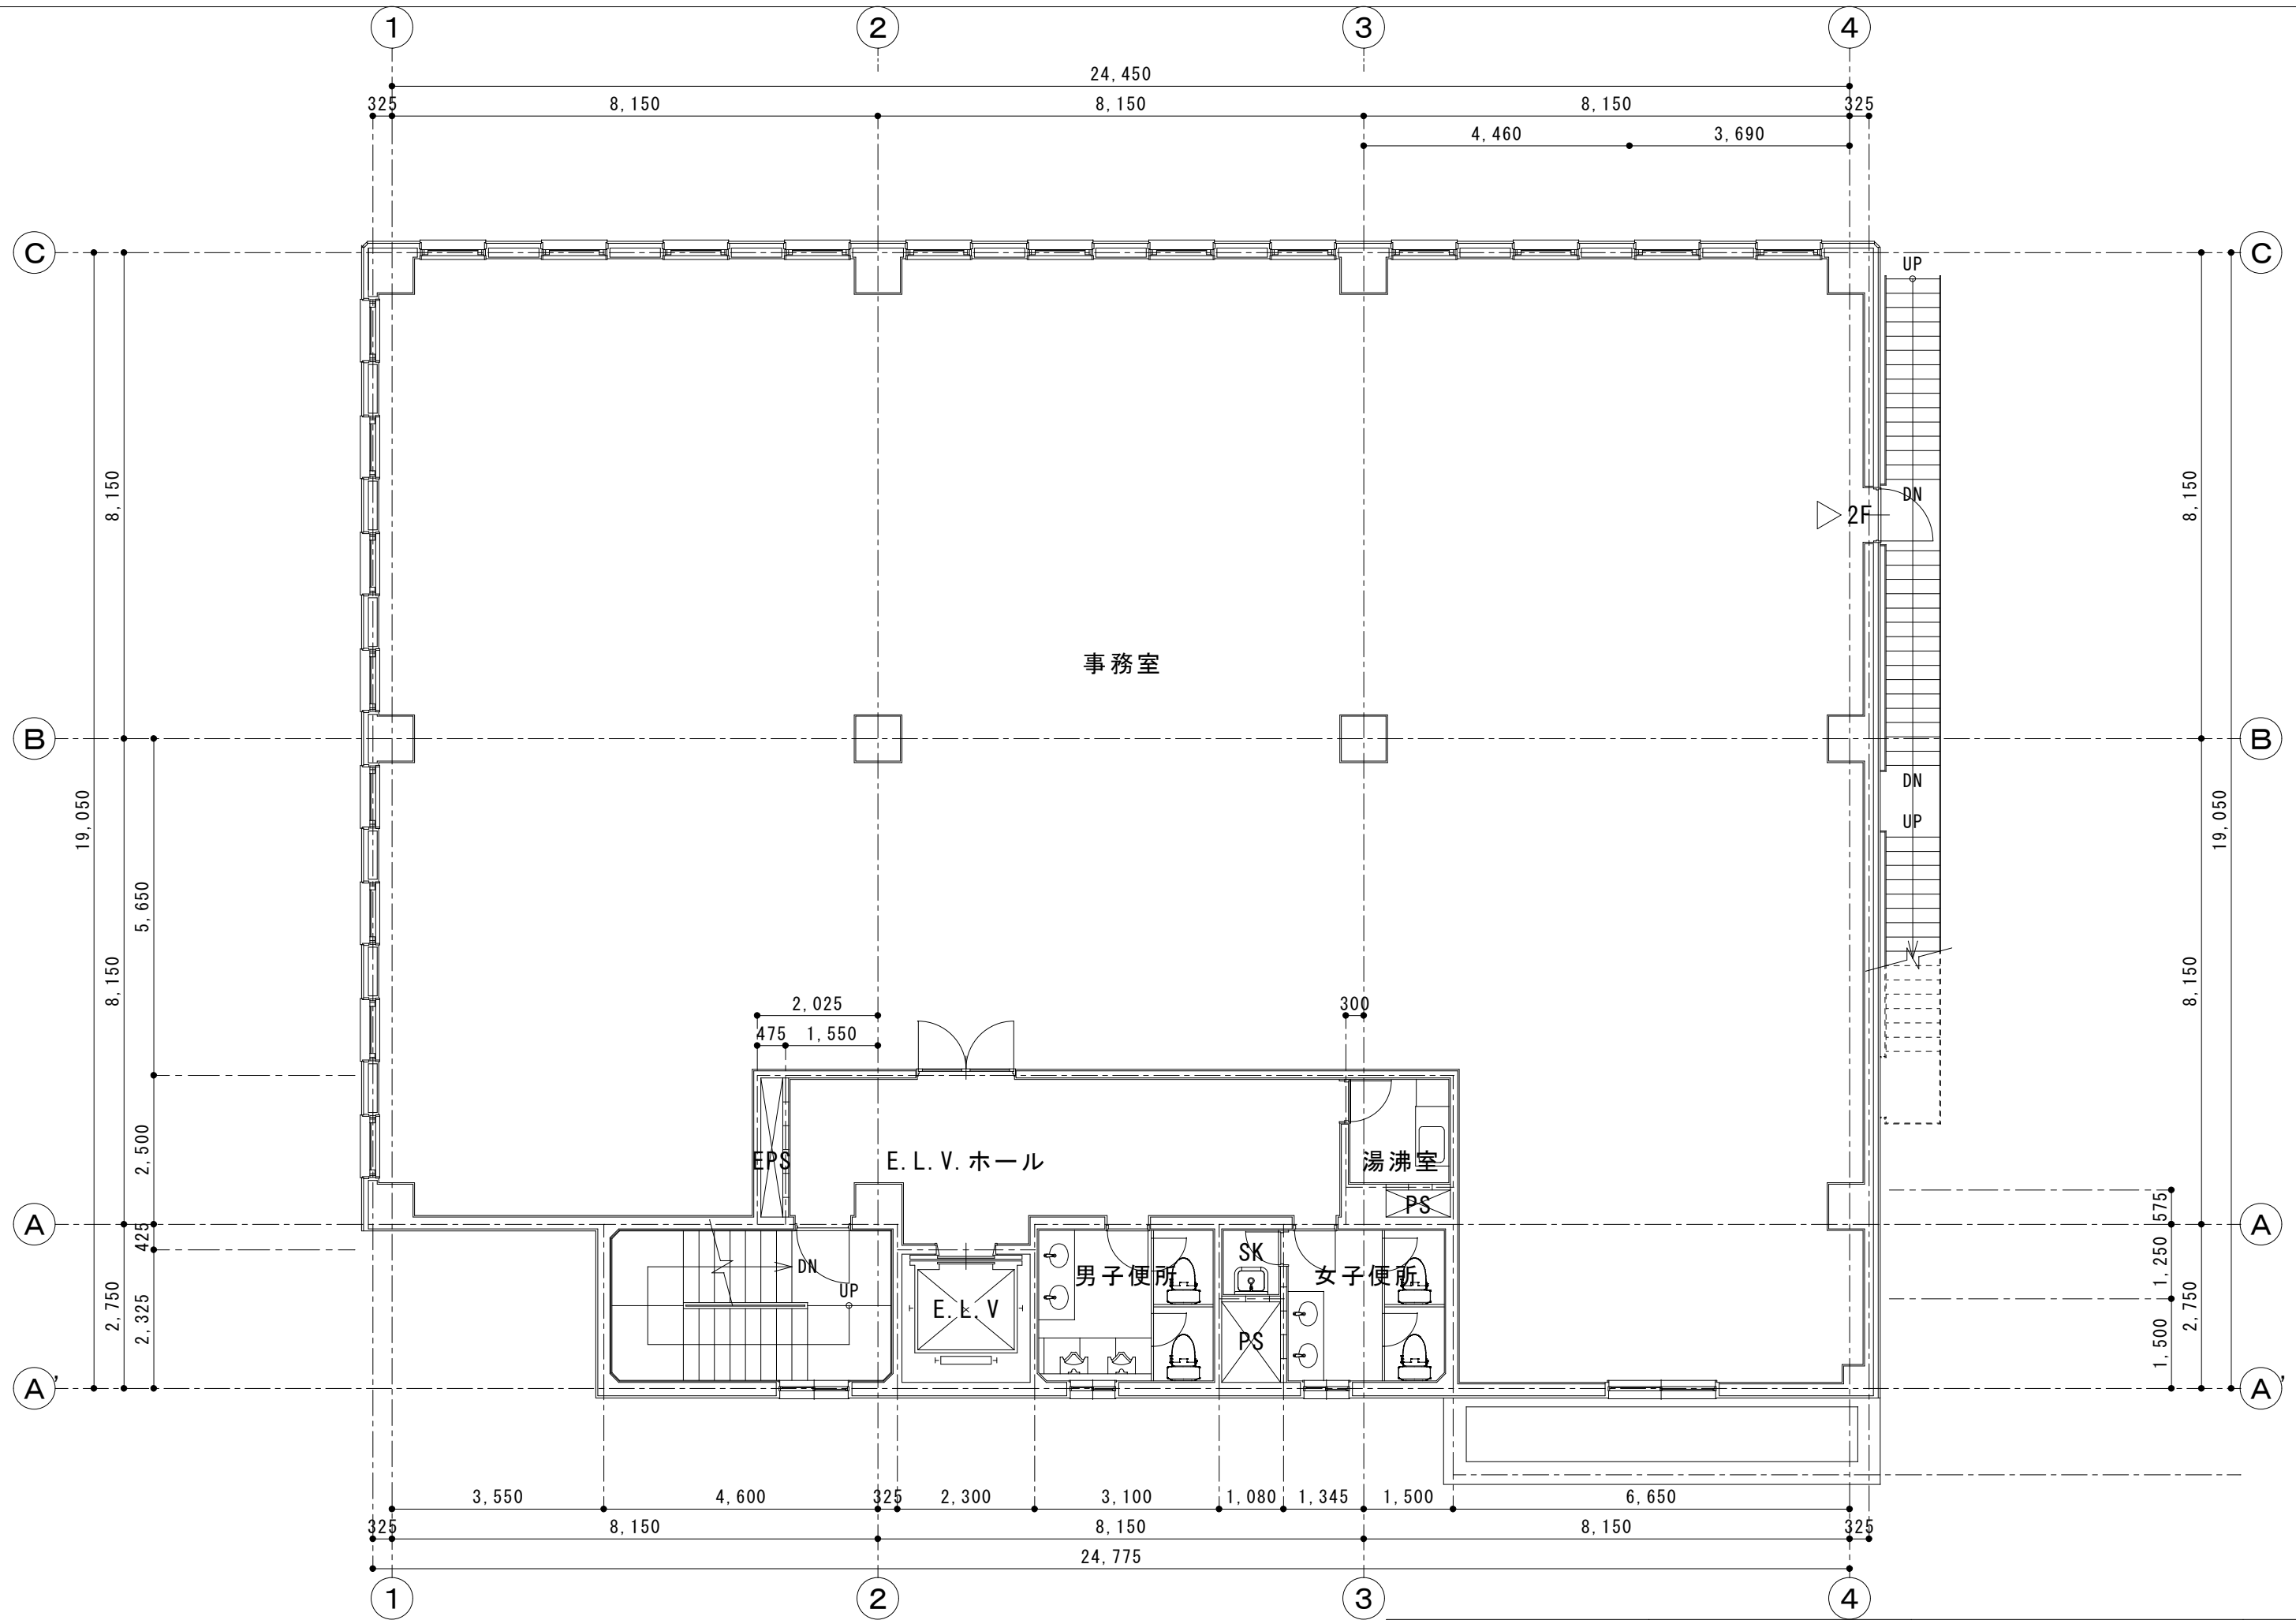 1 2 3 4
24,450
325 8,150 8,150 8,150 325
4,460 3,690
C C
UP
8,150 8,150
DN
2F
事務室
B B
DN
19,050 19,050
UP
5,650
8,150 8,150
2,025 300
475 1,550
2,500
EPS E.L.V.ホール 湯沸室
PS
575
A A
425
SK
1,250
DN 男子便所 女子便所
UP
2,750 2,325 2,750
E.L.V
PS
1,500
A' A'
3,550 4,600 325 2,300 3,100 1,080 1,345 1,500 6,650
325 8,150 8,150 8,150 325
24,775
1 2 3 4